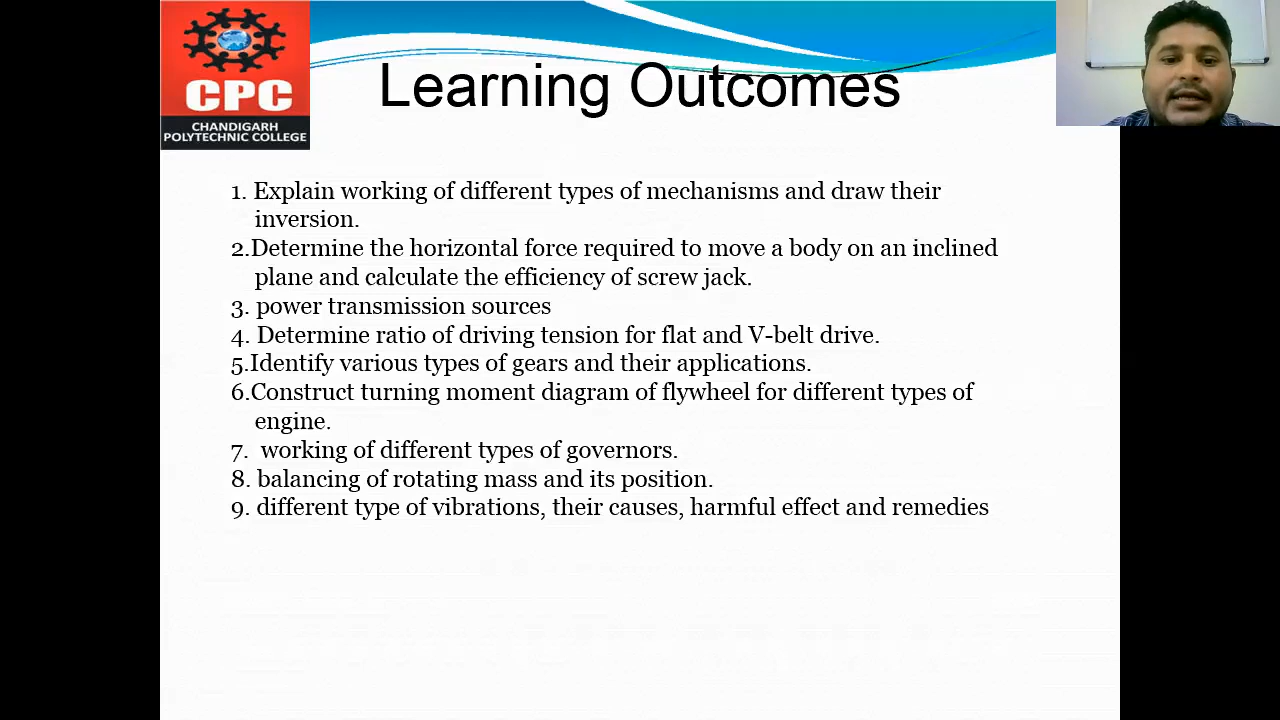 CPC
CHANDIGARH
POLYTECHNIC COLLEGE
Learning Outcomes
1. Explain working of different types of mechanisms and draw their
inversion.
2.Determine the horizontal force required to move a body on an inclined
plane and calculate the efficiency of screw jack.
3. power transmission sources
4. Determine ratio of driving tension for flat and V-belt drive.
5.Identify various types of gears and their applications.
6.Construct turning moment diagram of flywheel for different types of
engine.
7. working of different types of governors.
8. balancing of rotating mass and its position.
9. different type of vibrations, their causes, harmful effect and remedies